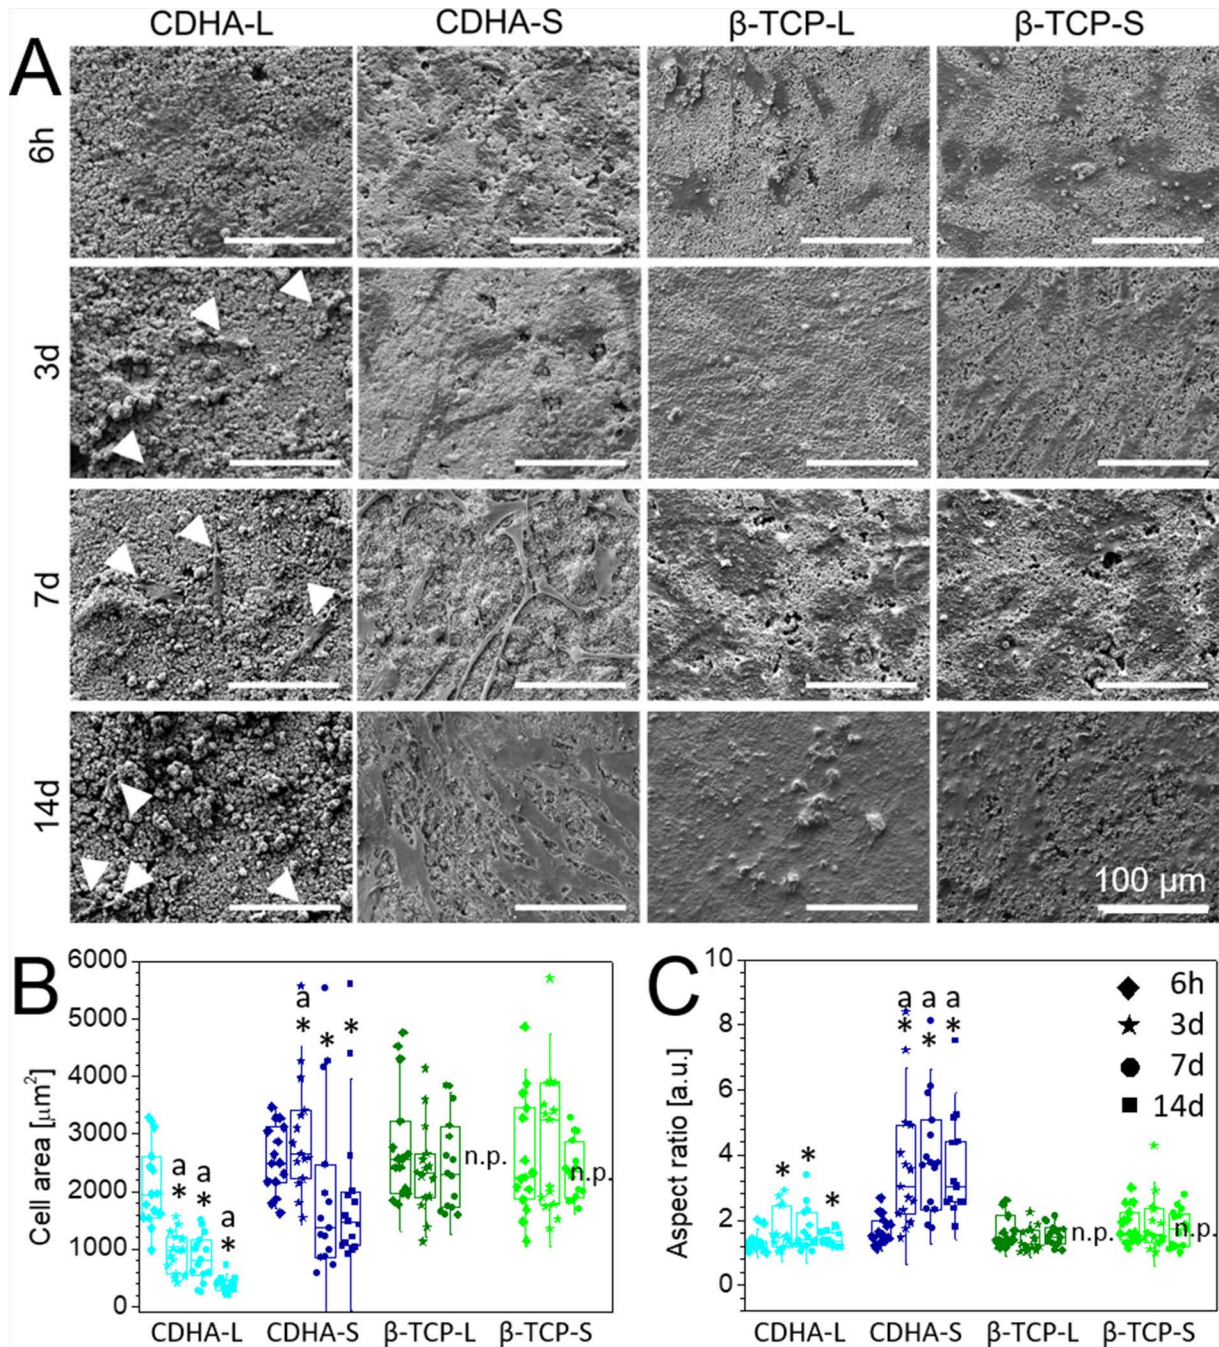 CDHA-L CDHA-S β-TCP-L β-TCP-S
A
6h
3d
7d
14d
100 µm
B
6000
5000
4000
3000
2000
1000
0
Cell area [µm²]
a
*
a
*
a
*
a
*
*
*
n.p.
n.p.
CDHA-L CDHA-S β-TCP-L β-TCP-S
C
10
8
6
4
2
0
Aspect ratio [a.u.]
*
*
*
a
*
a
*
a
*
n.p.
n.p.
6h
3d
7d
14d
CDHA-L CDHA-S β-TCP-L β-TCP-S